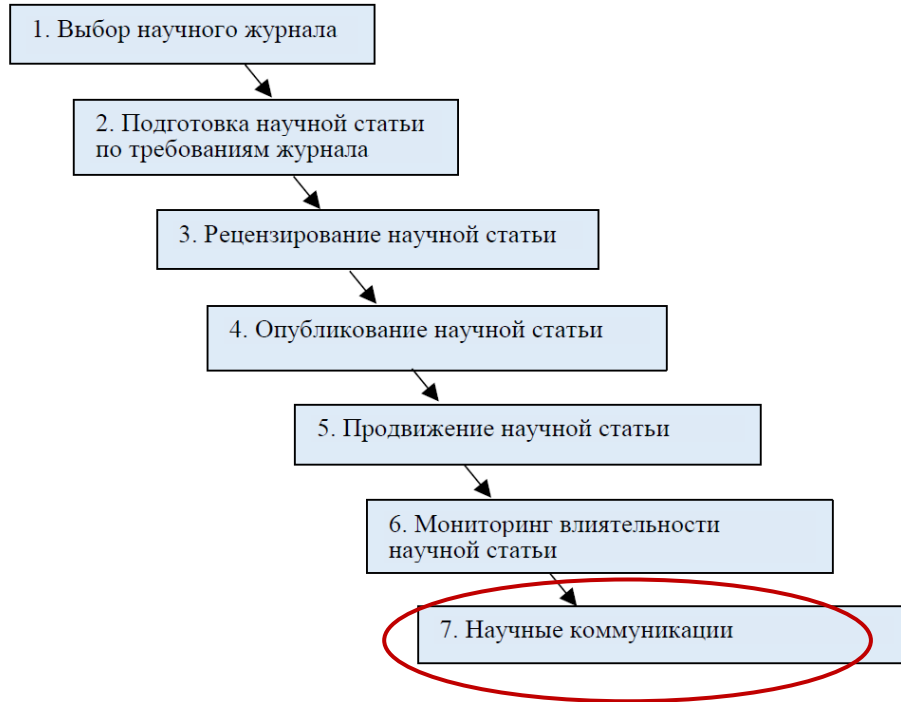 1. Выбор научного журнала
2. Подготовка научной статьи
по требованиям журнала
3. Рецензирование научной статьи
4. Опубликование научной статьи
5. Продвижение научной статьи
6. Мониторинг влиятельности
научной статьи
7. Научные коммуникации